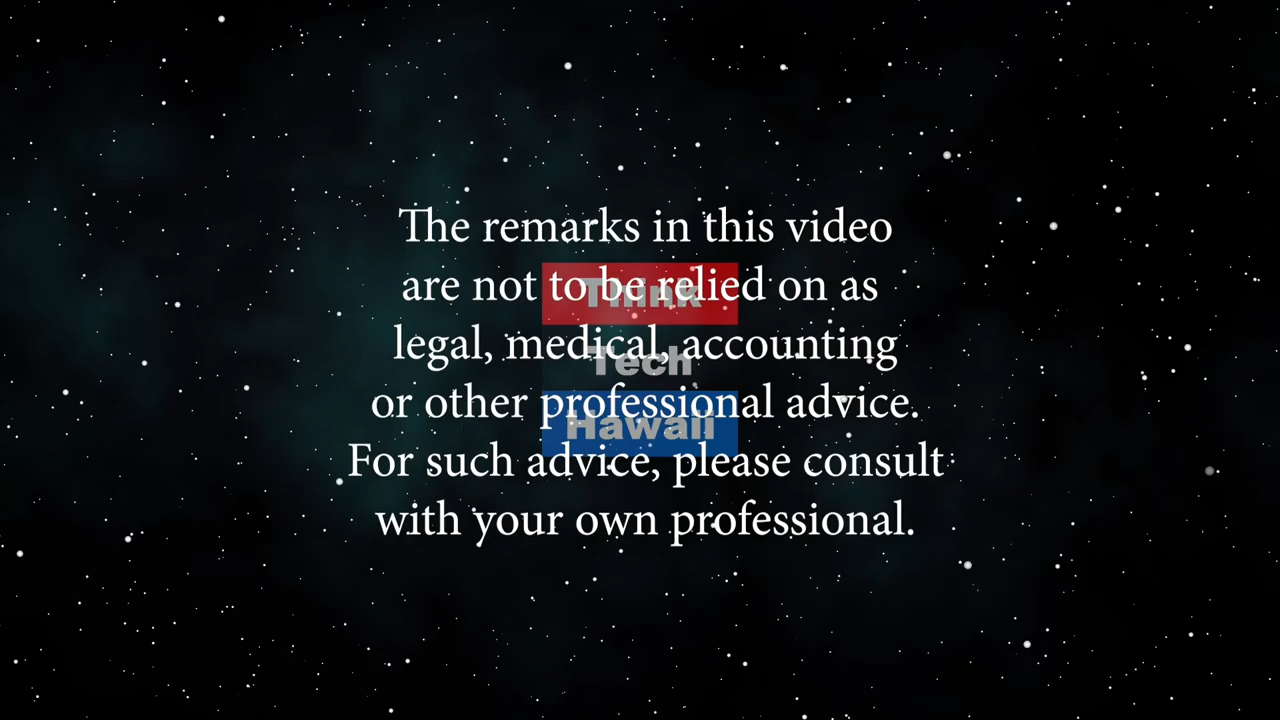 The remarks in this video
are not to be relied on as
legal, medical, accounting
or other professional advice.
For such advice, please consult
with your own professional.
Think
Tech
Hawaii